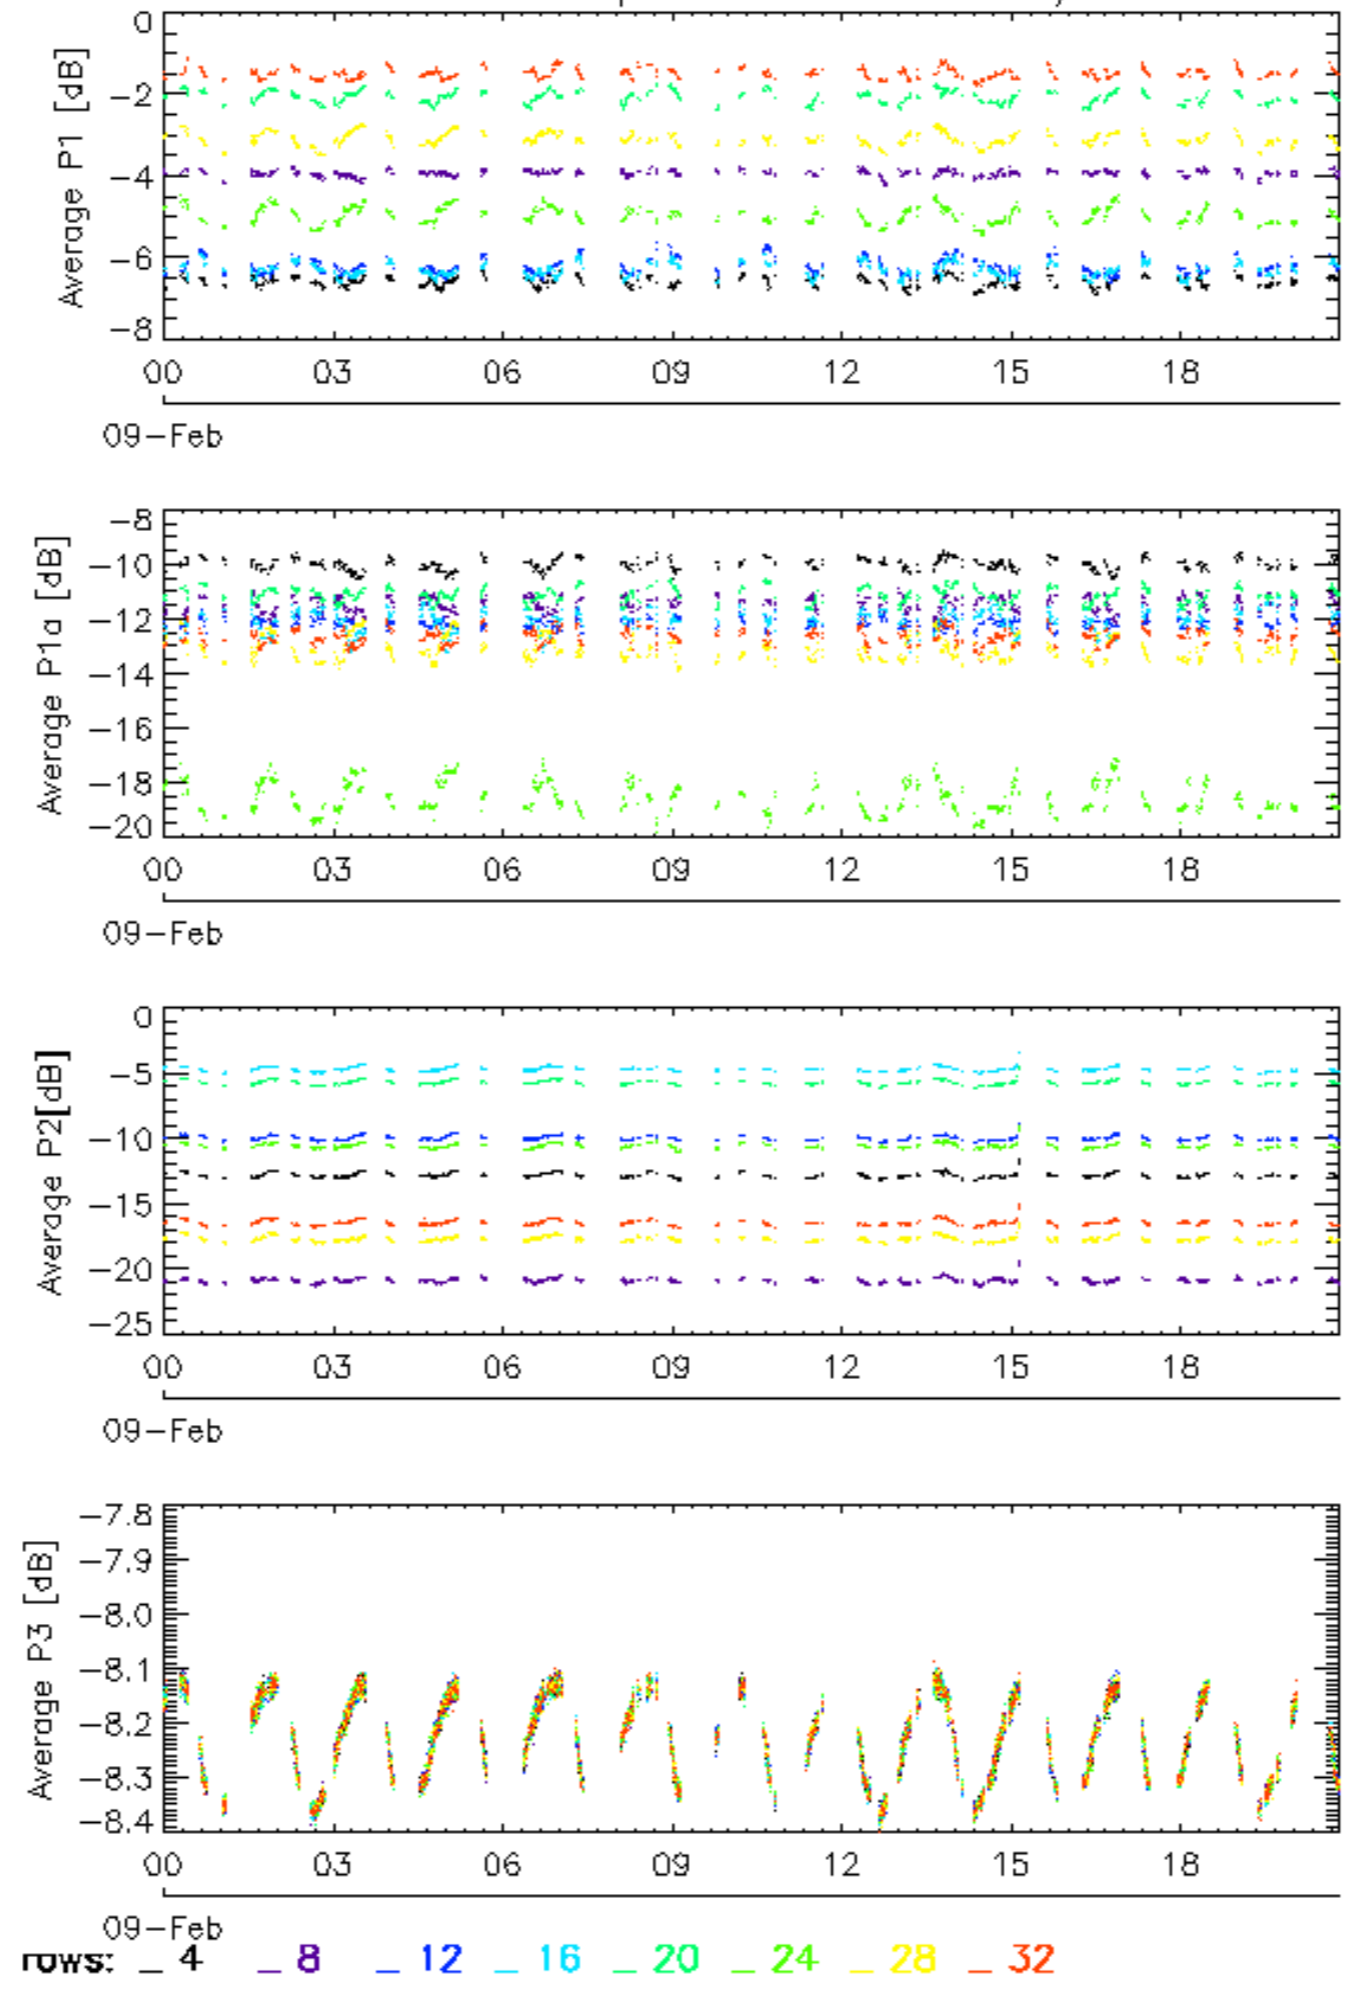 Average P1 [dB]
0
−2
−4
−6
−8
00 03 06 09 12 15 18
09−Feb
Average P1a [dB]
−8
−10
−12
−14
−16
−18
−20
00 03 06 09 12 15 18
09−Feb
Average P2[dB]
0
−5
−10
−15
−20
−25
00 03 06 09 12 15 18
09−Feb
Average P3 [dB]
−7.8
−7.9
−8.0
−8.1
−8.2
−8.3
−8.4
00 03 06 09 12 15 18
09−Feb
rows: _ 4 _ 8 _ 12 _ 16 _ 20 _ 24 _ 28 _ 32